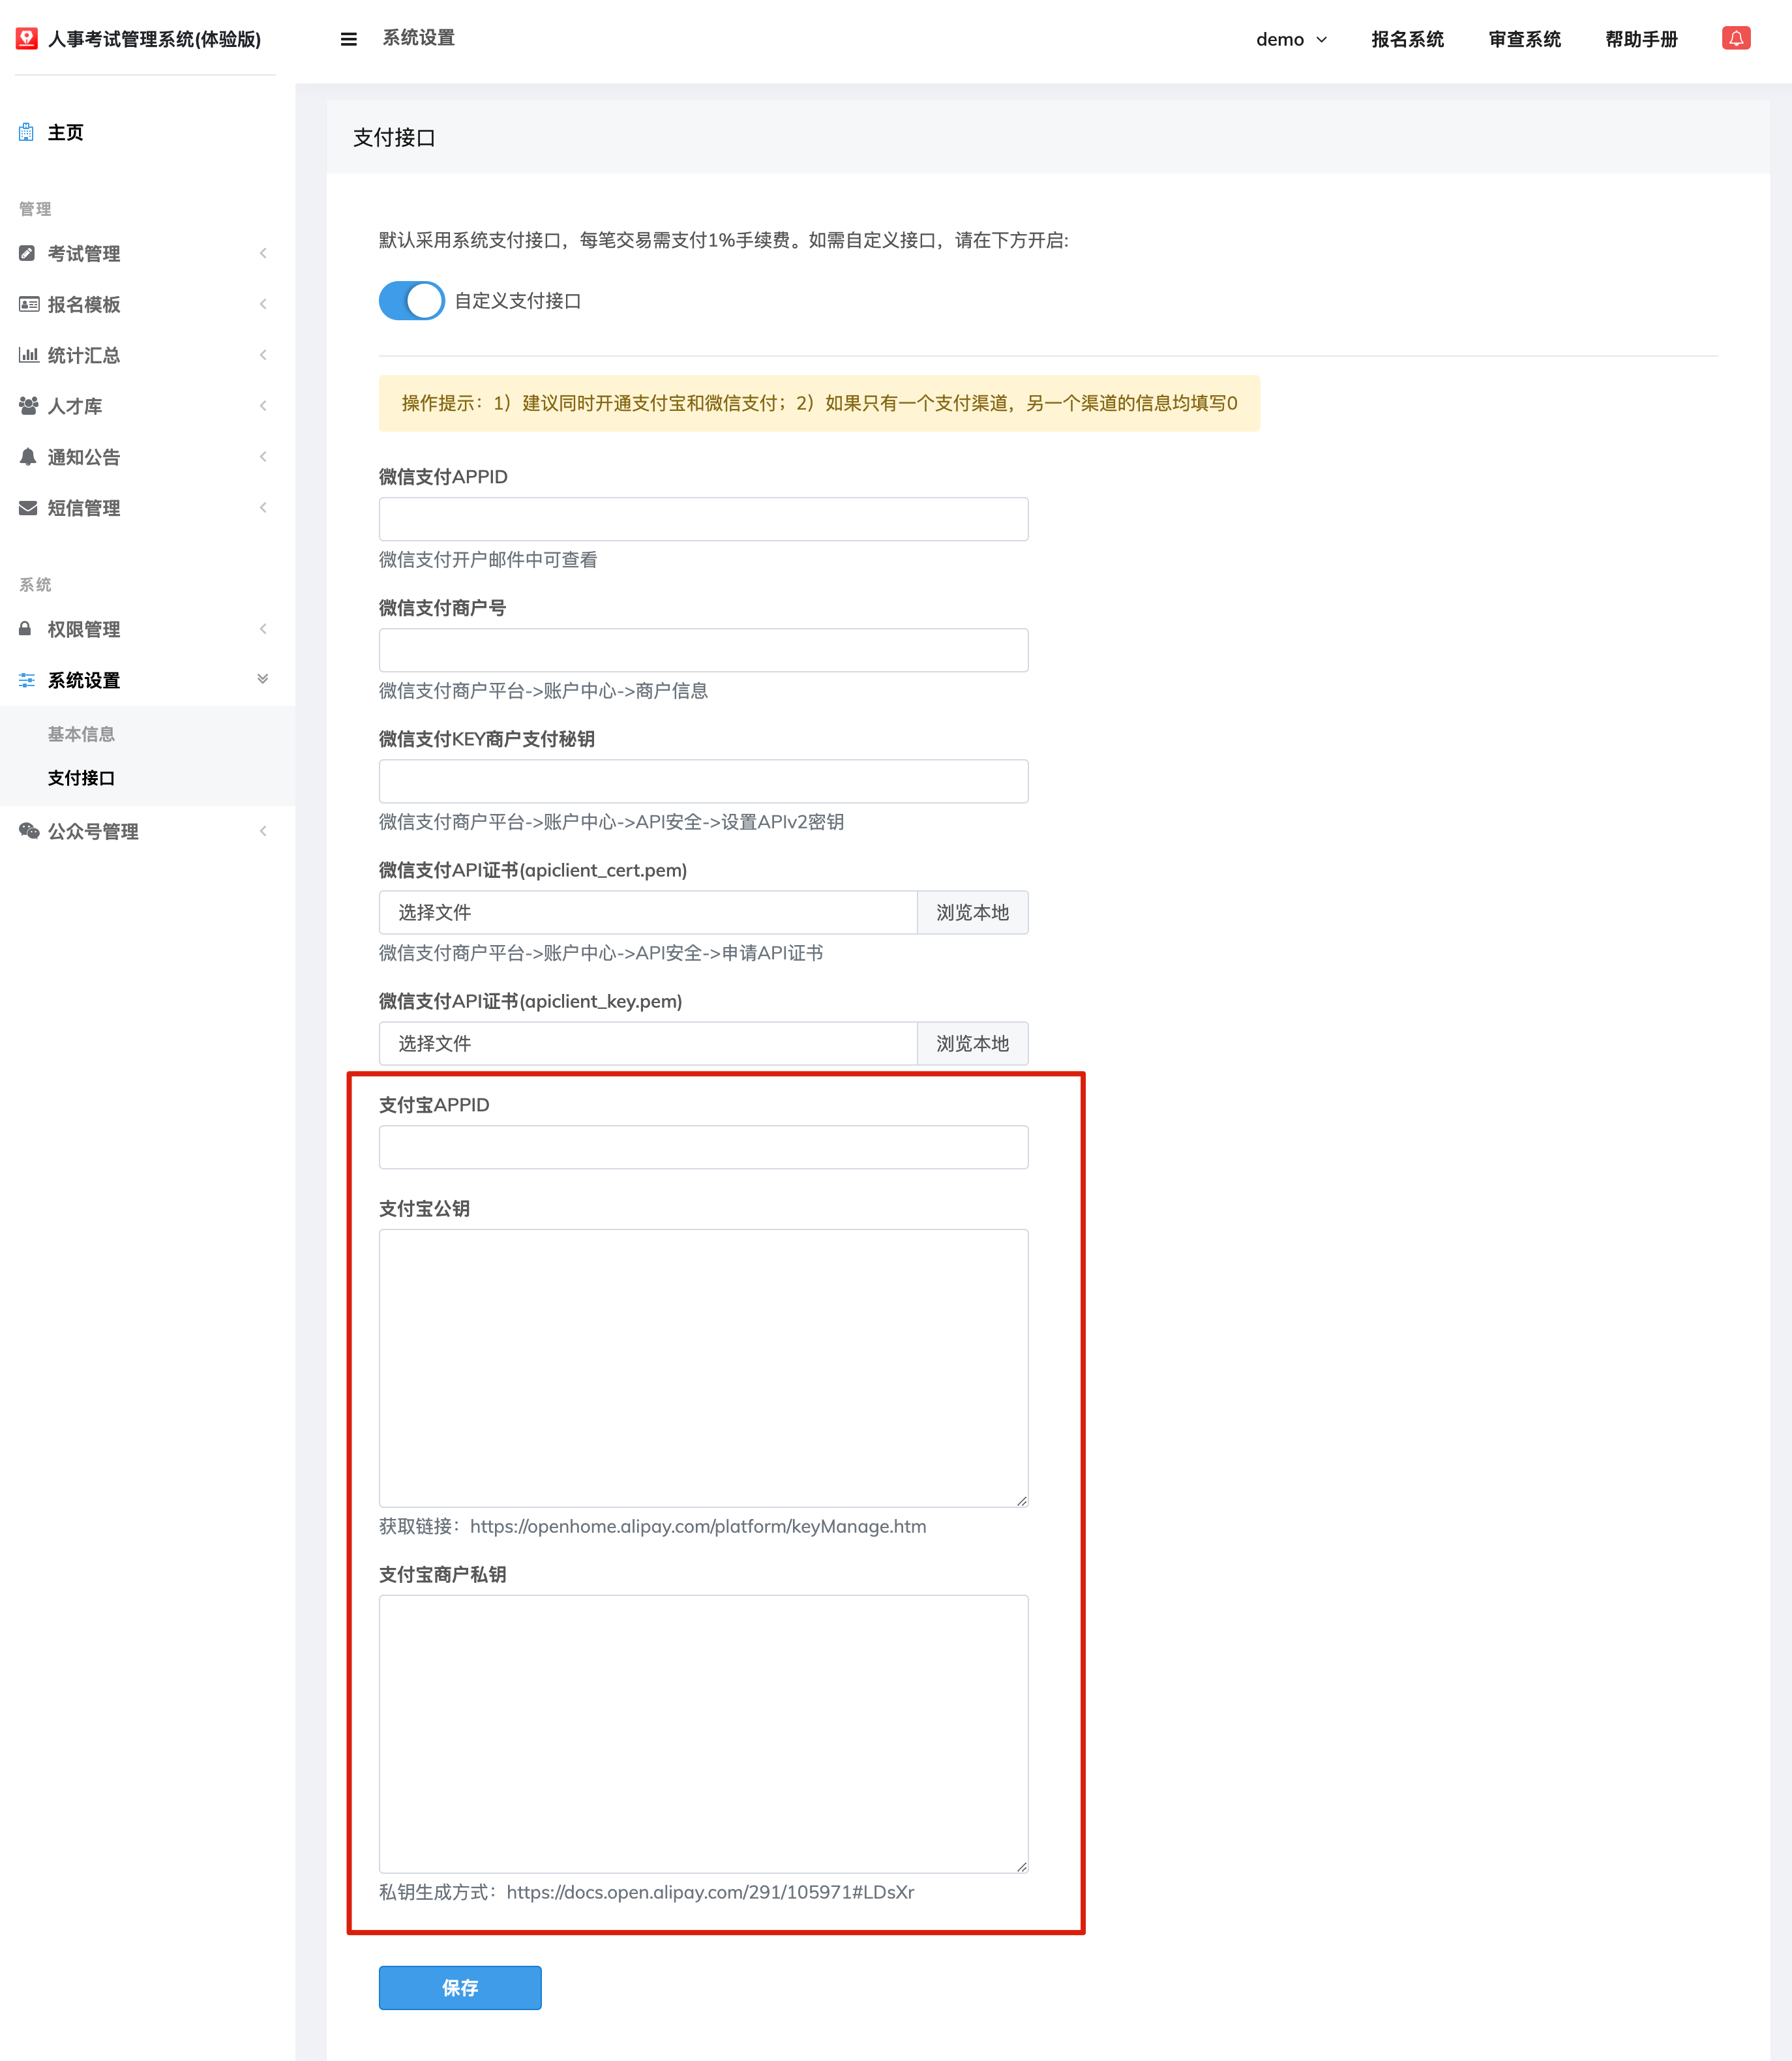 人事考试管理系统(体验版)
系统设置
demo
报名系统
审查系统
帮助手册
主页
管理
考试管理
报名模板
统计汇总
人才库
通知公告
短信管理
系统
权限管理
系统设置
基本信息
支付接口
公众号管理
支付接口
默认采用系统支付接口，每笔交易需支付1%手续费。如需自定义接口，请在下方开启:
自定义支付接口
操作提示：1）建议同时开通支付宝和微信支付；2）如果只有一个支付渠道，另一个渠道的信息均填写0
微信支付APPID
微信支付开户邮件中可查看
微信支付商户号
微信支付商户平台->账户中心->商户信息
微信支付KEY商户支付秘钥
微信支付商户平台->账户中心->API安全->设置APIv2密钥
微信支付API证书(apiclient_cert.pem)
选择文件
浏览本地
微信支付商户平台->账户中心->API安全->申请API证书
微信支付API证书(apiclient_key.pem)
选择文件
浏览本地
支付宝APPID
支付宝公钥
获取链接：https://openhome.alipay.com/platform/keyManage.htm
支付宝商户私钥
私钥生成方式：https://docs.open.alipay.com/291/105971#LDsXr
保存